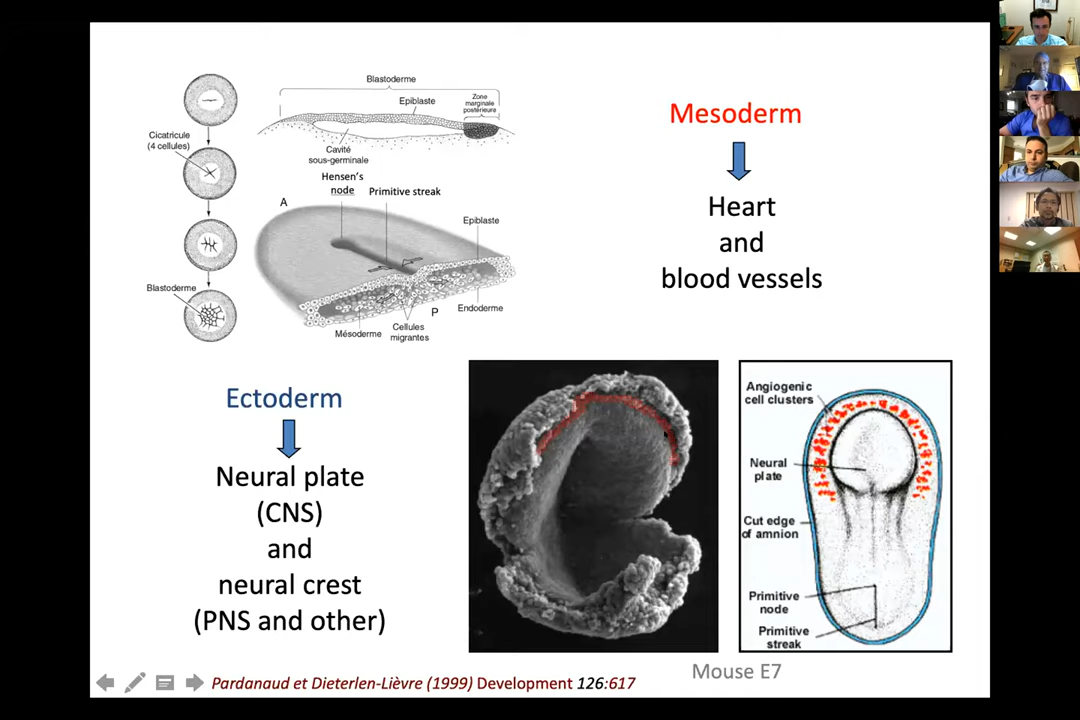 Blastoderme
Epiblaste
Zone
marginale
postérieure
Cicatricule
(4 cellules)
Cavité
sous-germinale
Hensen's
node
Primitive streak
A
Epiblaste
Blastoderme
Endoderme
P
Mésoderme
Cellules
migrantes
Mesoderm
Heart
and
blood vessels
Ectoderm
Neural plate
(CNS)
and
neural crest
(PNS and other)
Angiogenic
cell clusters
Neural
plate
Cut edge
of amnion
Primitive
node
Primitive
streak
Mouse E7
Pardanaud et Dieterlen-Lièvre (1999) Development 126:617